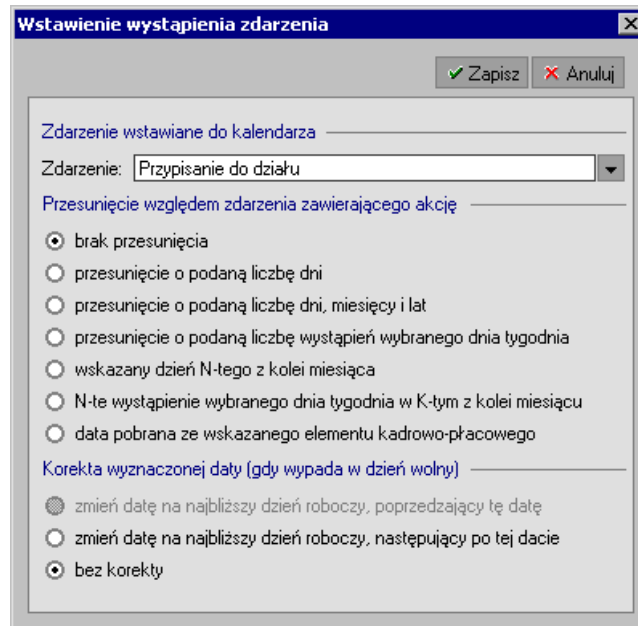 Wstawienie wystąpienia zdarzenia
Zapisz Anuluj
Zdarzenie wstawiane do kalendarza
Zdarzenie: Przypisanie do działu
Przesunięcie względem zdarzenia zawierającego akcję
brak przesunięcia
przesunięcie o podaną liczbę dni
przesunięcie o podaną liczbę dni, miesięcy i lat
przesunięcie o podaną liczbę wystąpień wybranego dnia tygodnia
wskazany dzień N-tego z kolei miesiąca
N-te wystąpienie wybranego dnia tygodnia w K-tym z kolei miesiącu
data pobrana ze wskazanego elementu kadrowo-płacowego
Korekta wyznaczonej daty (gdy wypada w dzień wolny)
zmień datę na najbliższy dzień roboczy, poprzedzający tę datę
zmień datę na najbliższy dzień roboczy, następujący po tej dacie
bez korekty